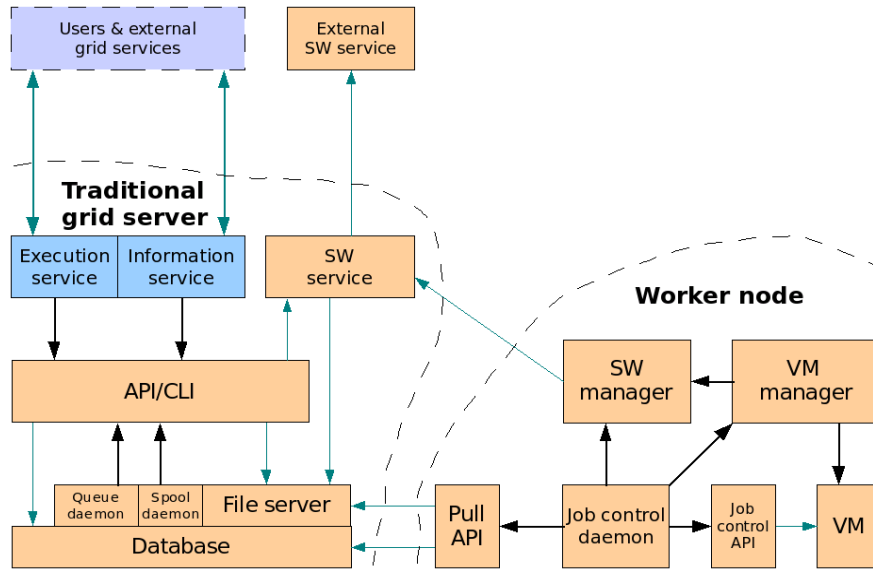 Users & external
grid services
External
SW service
Traditional
grid server
Execution
service
Information
service
SW
service
Worker node
SW
manager
VM
manager
API/CLI
Queue
daemon
Spool
daemon
File server
Database
Pull
API
Job control
daemon
Job
control
API
VM